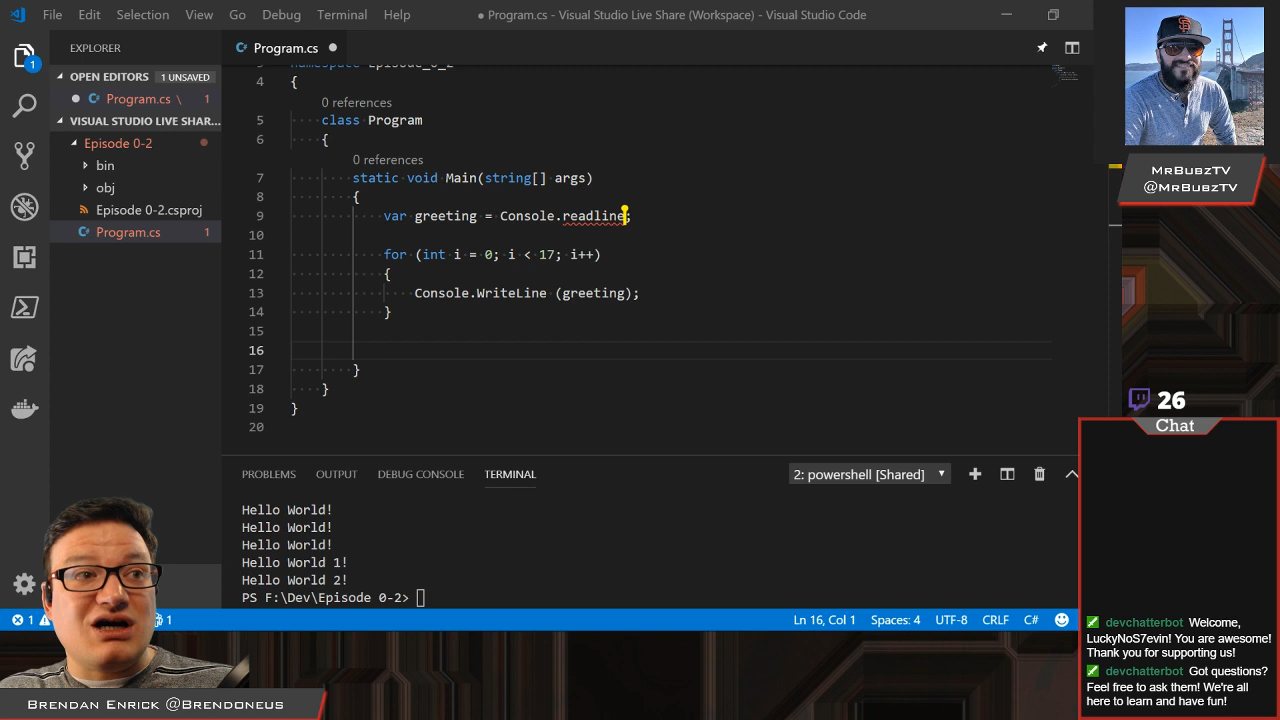 File Edit Selection View Go Debug Terminal Help ● Program.cs - Visual Studio Live Share (Workspace) - Visual Studio Code
EXPLORER
OPEN EDITORS 1 UNSAVED
Program.cs \ 1
VISUAL STUDIO LIVE SHAR...
Episode 0-2
bin
obj
Episode 0-2.csproj
Program.cs 1
1
Program.cs
4 {
0 references
5 class Program
6 {
0 references
7 static void Main(string[] args)
8 {
9 var greeting = Console.readline;
10
11 for (int i = 0; i < 17; i++)
12 {
13 Console.WriteLine (greeting);
14 }
15
16
17 }
18 }
19 }
20
PROBLEMS OUTPUT DEBUG CONSOLE TERMINAL 2: powershell [Shared]
Hello World!
Hello World!
Hello World!
Hello World 1!
Hello World 2!
PS F:\Dev\Episode 0-2>
1 1 Ln 16, Col 1 Spaces: 4 UTF-8 CRLF C#
MrBubzTV
@MrBubzTV
26
Chat
devchatterbot Welcome,
LuckyNoS7evin! You are awesome!
Thank you for supporting us!
devchatterbot Got questions?
Feel free to ask them! We're all
here to learn and have fun!
Brendan Enrick @Brendoneus